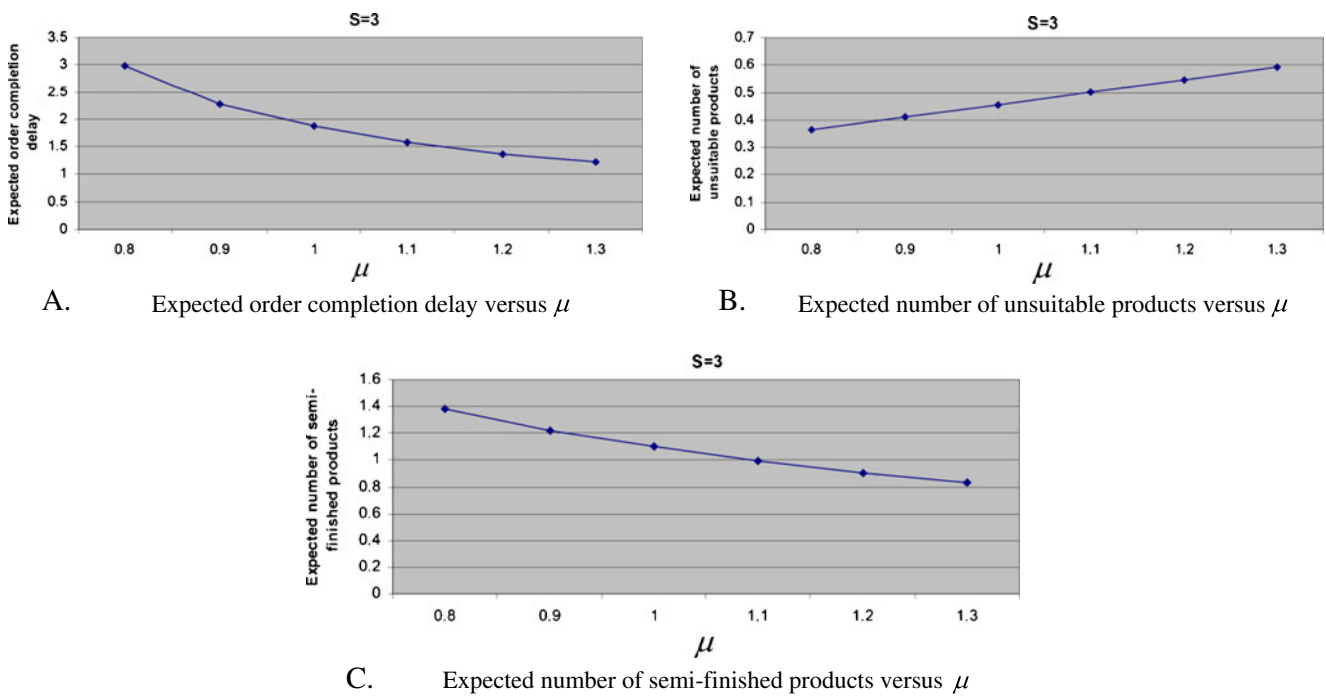 S=3
Expected order completion
delay
3.5
3
2.5
2
1.5
1
0.5
0
0.8 0.9 1 1.1 1.2 1.3
μ
A. Expected order completion delay versus μ
S=3
Expected number of
unsuitable products
0.7
0.6
0.5
0.4
0.3
0.2
0.1
0
0.8 0.9 1 1.1 1.2 1.3
μ
B. Expected number of unsuitable products versus μ
S=3
Expected number of semi-
finished products
1.6
1.4
1.2
1
0.8
0.6
0.4
0.2
0
0.8 0.9 1 1.1 1.2 1.3
μ
C. Expected number of semi-finished products versus μ